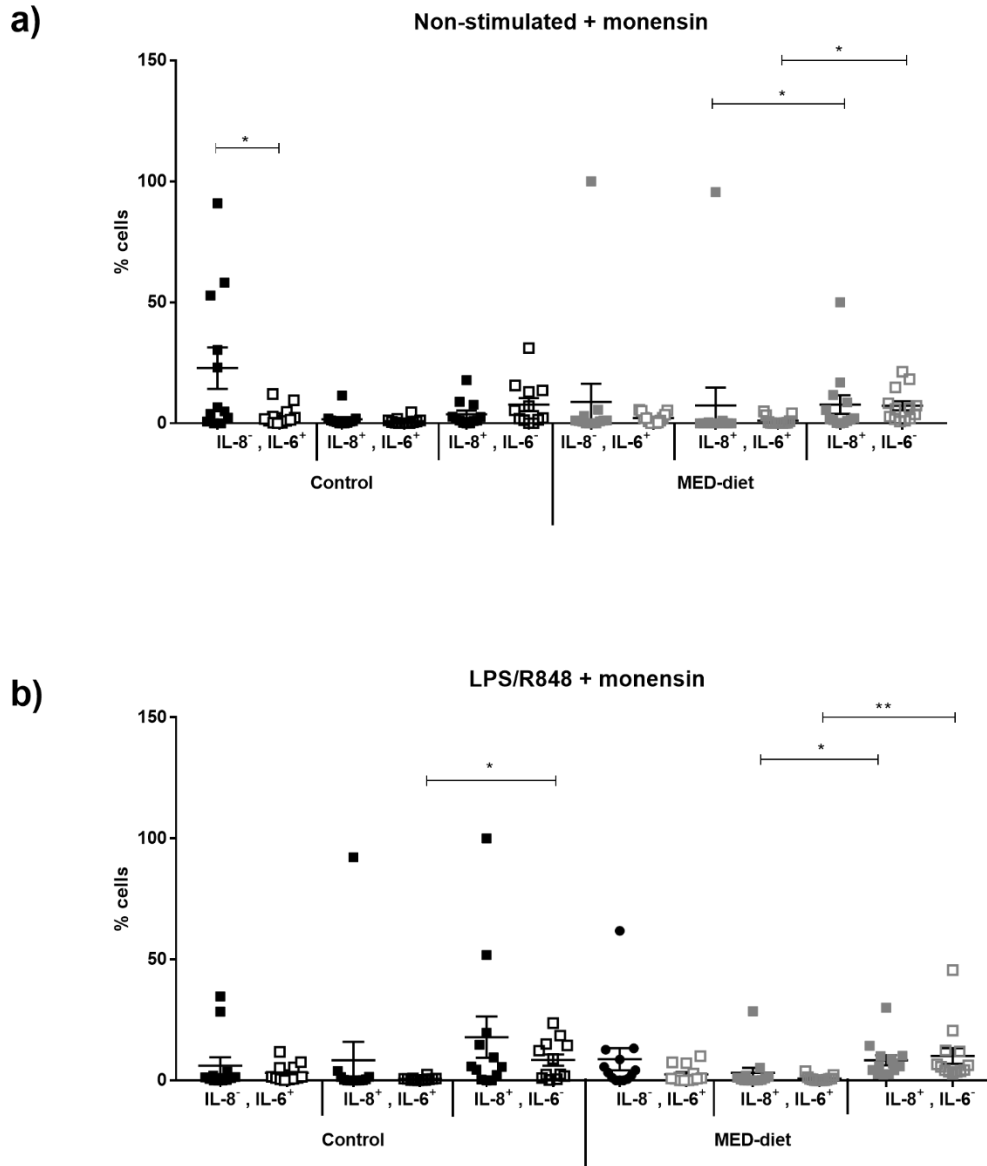 a)
Non-stimulated + monensin
150
*
*
*
100
% cells
50
0
IL-8⁻ , IL-6⁺ IL-8⁺ , IL-6⁺ IL-8⁺ , IL-6⁻ IL-8⁻ , IL-6⁺ IL-8⁺ , IL-6⁺ IL-8⁺ , IL-6⁻
Control MED-diet
b)
LPS/R848 + monensin
150
**
*
*
100
% cells
50
0
IL-8⁻ , IL-6⁺ IL-8⁺ , IL-6⁺ IL-8⁺ , IL-6⁻ IL-8⁻ , IL-6⁺ IL-8⁺ , IL-6⁺ IL-8⁺ , IL-6⁻
Control MED-diet